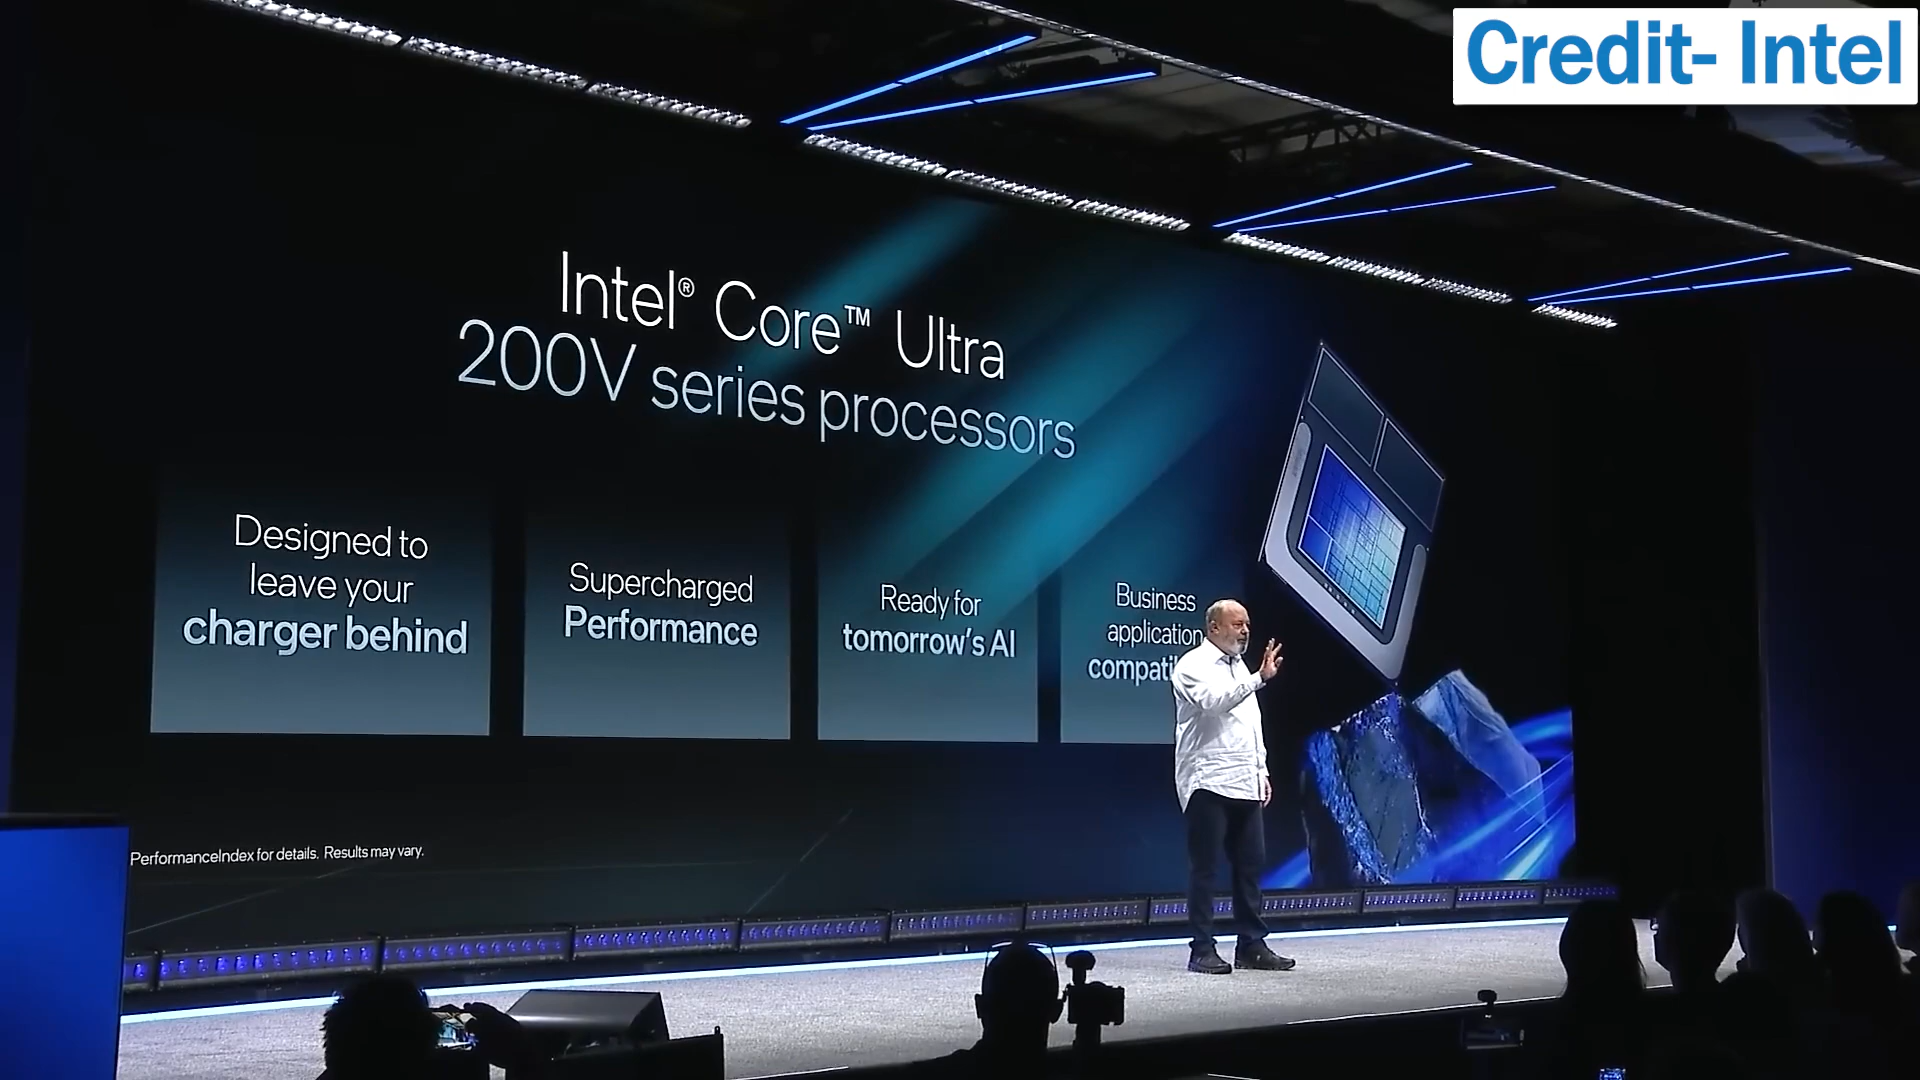 Credit- Intel
Intel® Core™ Ultra
200V series processors
Designed to
leave your
charger behind
Supercharged
Performance
Ready for
tomorrow's AI
Business
application
PerformanceIndex for details. Results may vary.